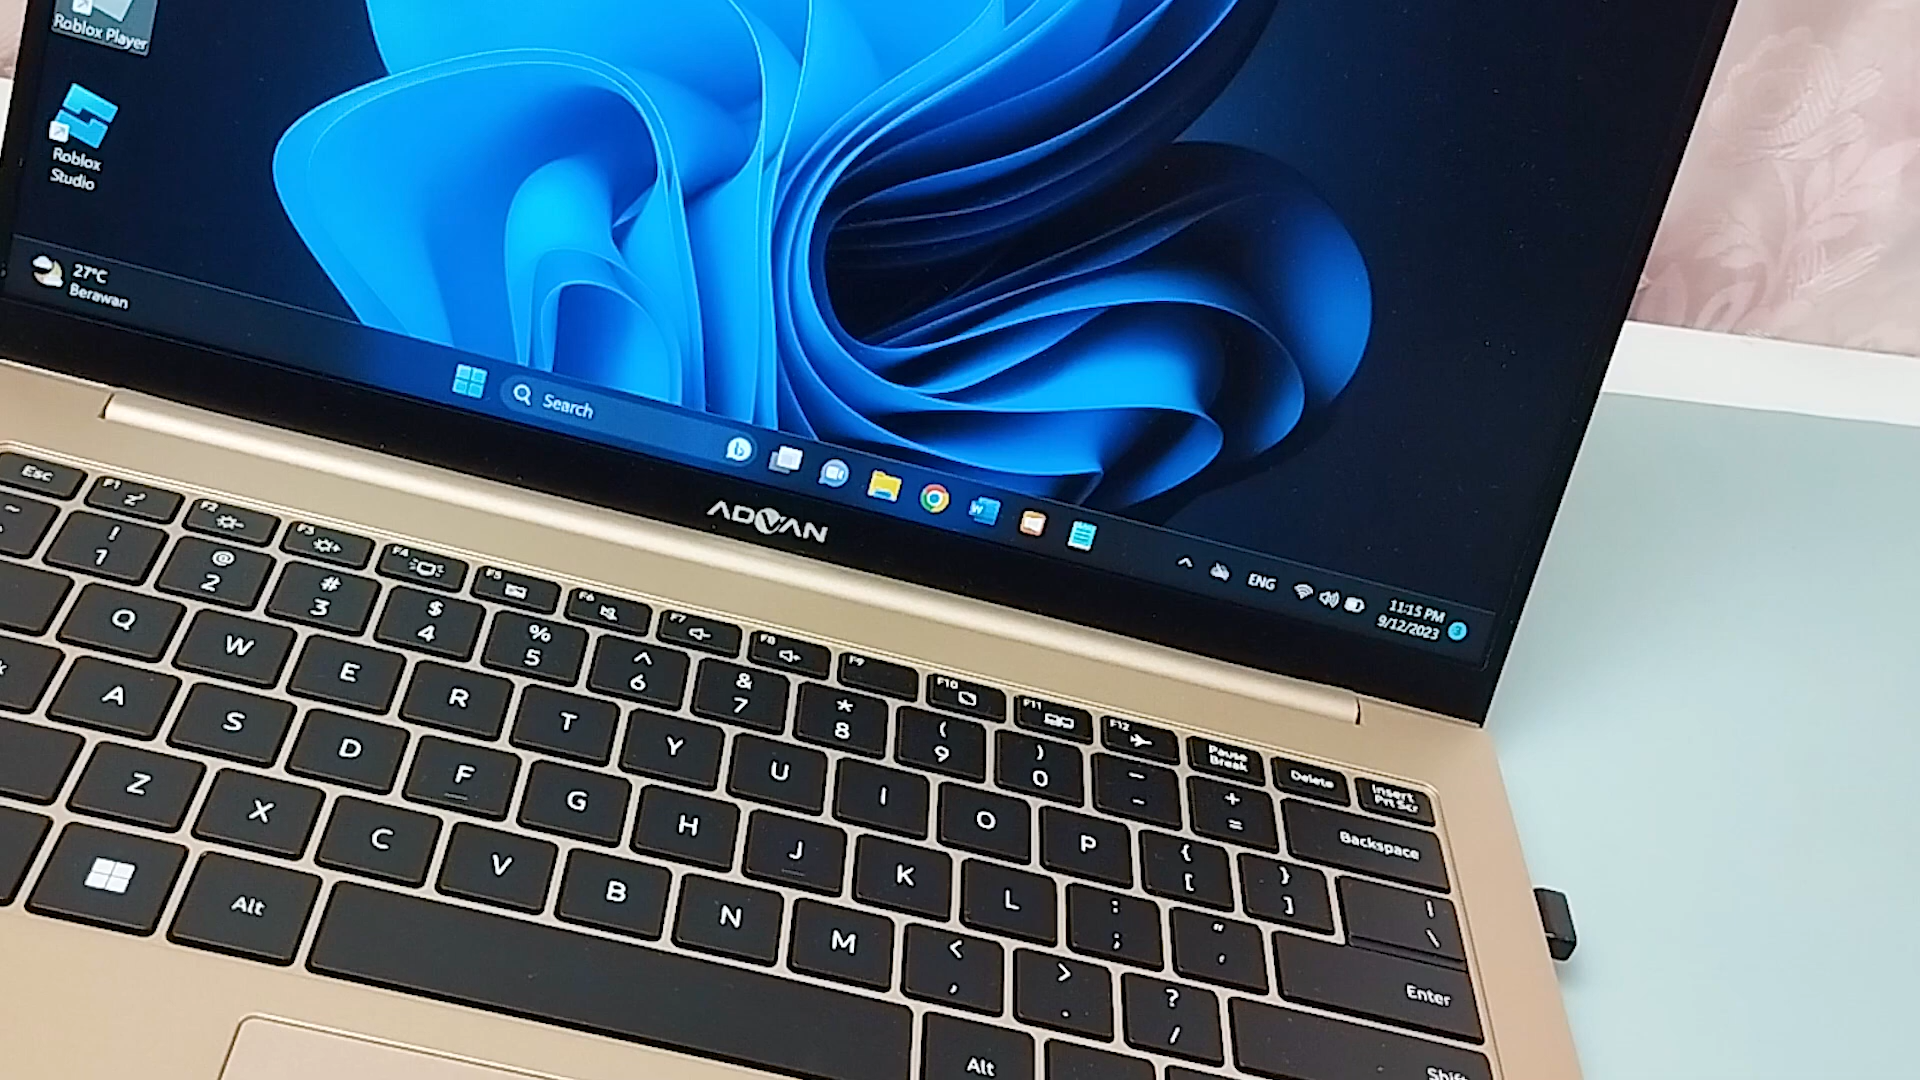 Roblox Player
Roblox
Studio
27°C
Berawan
Search
ENG
11:15 PM
9/12/2023
3
ADVAN
Esc
F1
F2
F3
F4
F5
F6
F7
F8
F9
F10
F11
F12
Pause
Break
Delete
Insert
Prt Scr
~
!
1
@
2
#
3
$
4
%
5
^
6
&
7
*
8
(
9
)
0
_
-
+
=
Backspace
Q
W
E
R
T
Y
U
I
O
P
{
[
}
]
|
\
A
S
D
F
G
H
J
K
L
:
;
"
'
Enter
Z
X
C
V
B
N
M
<
,
>
.
?
/
Shift
Alt
Alt